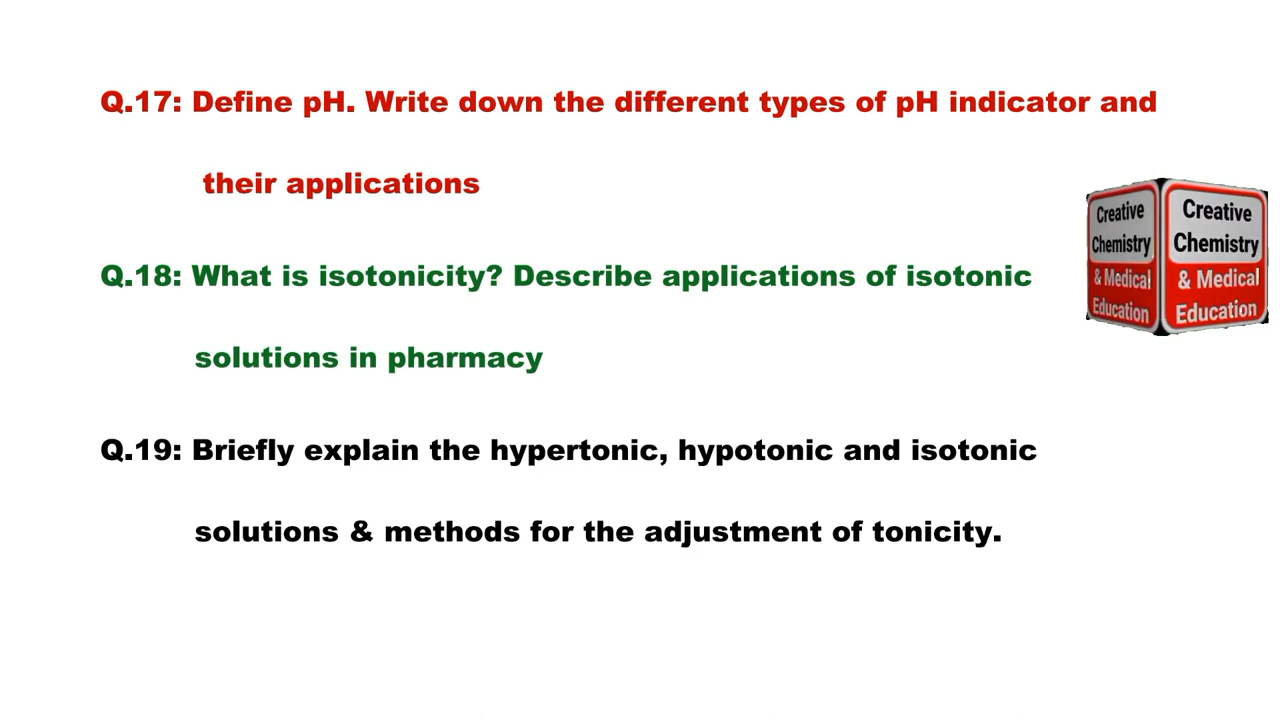 Q.17: Define pH. Write down the different types of pH indicator and
their applications
Q.18: What is isotonicity? Describe applications of isotonic
solutions in pharmacy
Q.19: Briefly explain the hypertonic, hypotonic and isotonic
solutions & methods for the adjustment of tonicity.
Creative
Chemistry
& Medical
Education
Creative
Chemistry
& Medical
Education